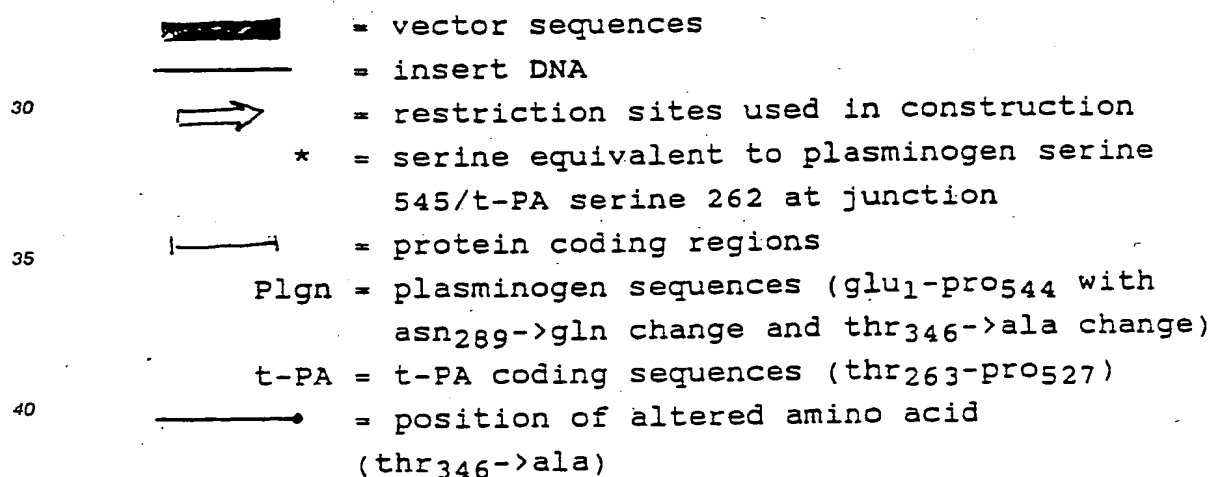 = vector sequences
= insert DNA
30 = restriction sites used in construction
* = serine equivalent to plasminogen serine
545/t-PA serine 262 at junction
35 = protein coding regions
Plgn = plasminogen sequences (glu1-pro544 with
asn289->gln change and thr346->ala change)
t-PA = t-PA coding sequences (thr263-pro527)
40 = position of altered amino acid
(thr346->ala)